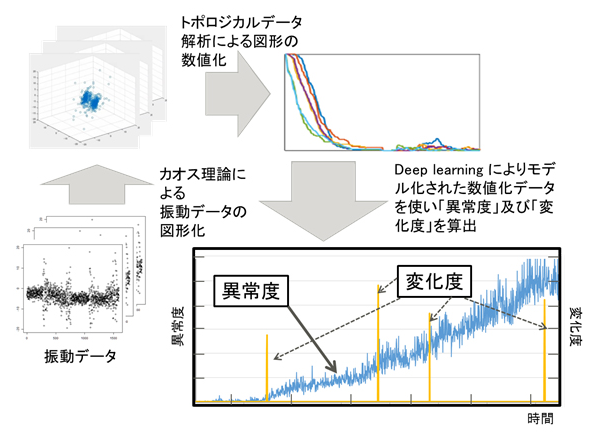 トポロジカルデータ
解析による図形の
数値化
カオス理論に
よる
振動データの
図形化
Deep learning によりモデ
ル化された数値化データ
を使い「異常度」及び「変
化度」を算出
振動データ
異常度
変化度
異常度
変化度
時間